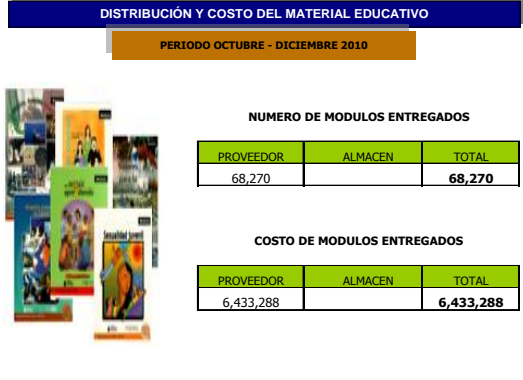 DISTRIBUCIÓN Y COSTO DEL MATERIAL EDUCATIVO
PERIODO OCTUBRE - DICIEMBRE 2010
NUMERO DE MODULOS ENTREGADOS
PROVEEDOR ALMACEN TOTAL
68,270 68,270
COSTO DE MODULOS ENTREGADOS
PROVEEDOR ALMACEN TOTAL
6,433,288 6,433,288
Sexualidad juvenil